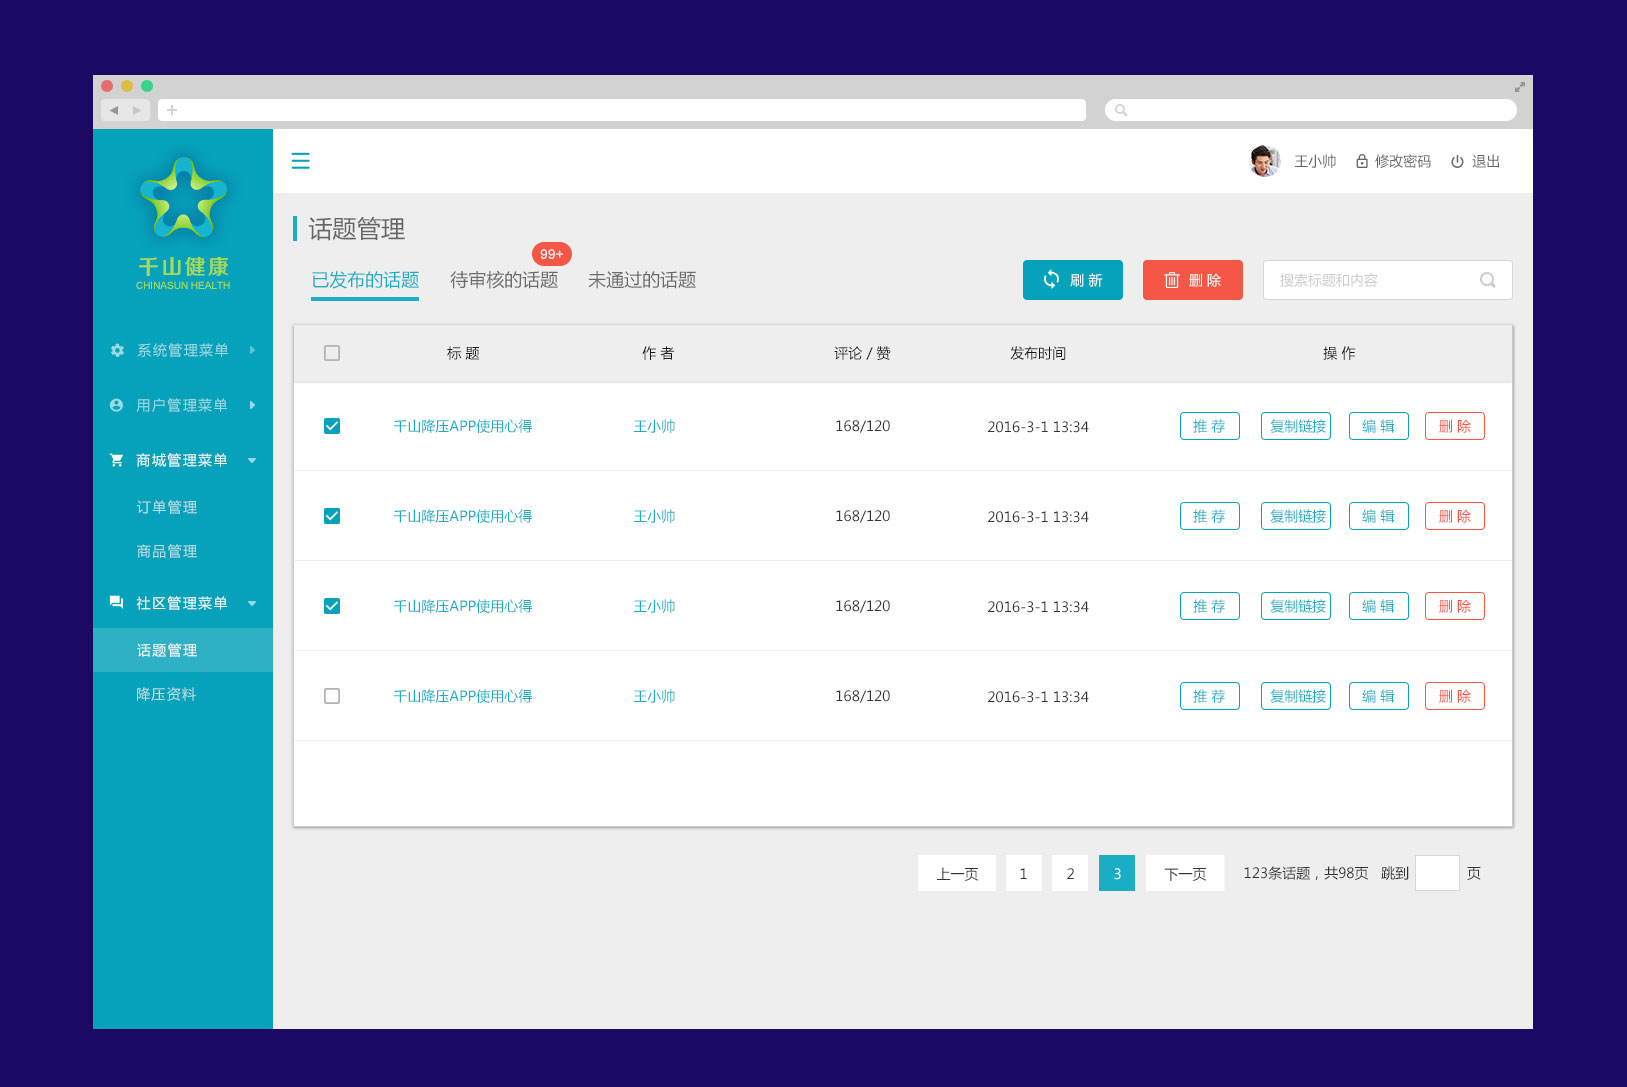 千山健康
CHINASUN HEALTH
系统管理菜单
用户管理菜单
商城管理菜单
订单管理
商品管理
社区管理菜单
话题管理
降压资料
王小帅 修改密码 退出
话题管理
已发布的话题 待审核的话题 99+ 未通过的话题
刷 新 删 除 搜索标题和内容
标 题 作 者 评论 / 赞 发布时间 操 作
千山降压APP使用心得 王小帅 168/120 2016-3-1 13:34 推 荐 复制链接 编 辑 删 除
千山降压APP使用心得 王小帅 168/120 2016-3-1 13:34 推 荐 复制链接 编 辑 删 除
千山降压APP使用心得 王小帅 168/120 2016-3-1 13:34 推 荐 复制链接 编 辑 删 除
千山降压APP使用心得 王小帅 168/120 2016-3-1 13:34 推 荐 复制链接 编 辑 删 除
上一页 1 2 3 下一页 123条话题，共98页 跳到 页